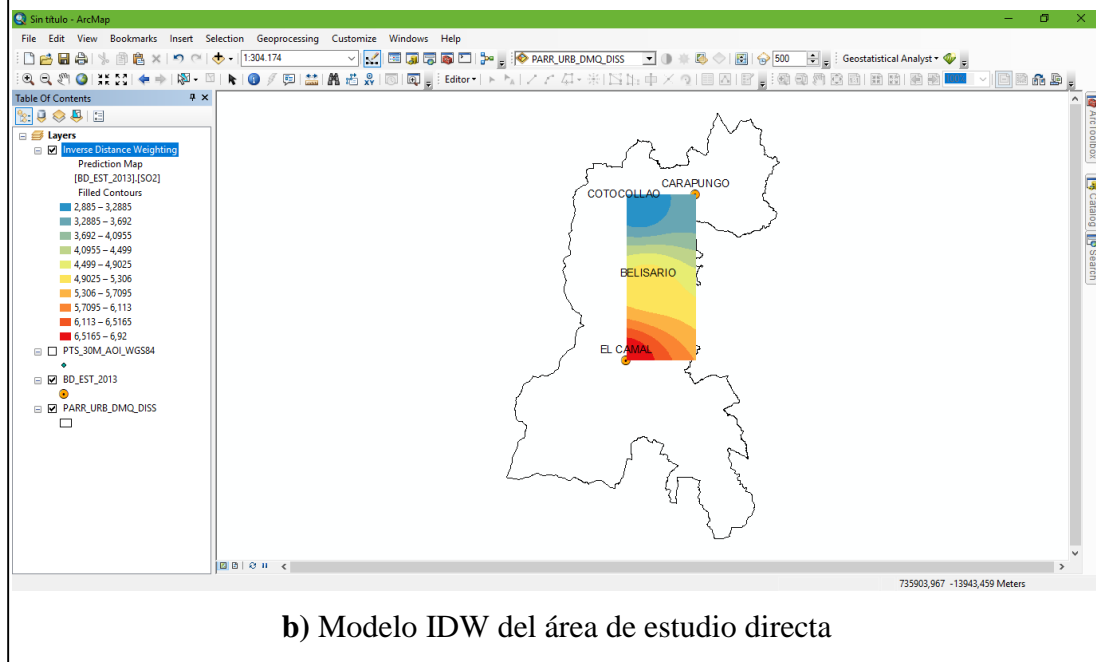 Sin título - ArcMap
File Edit View Bookmarks Insert Selection Geoprocessing Customize Windows Help
1:304.174 PARR_URB_DMQ_DISS 500 Geostatistical Analyst
Editor
Table Of Contents
Layers
Inverse Distance Weighting
Prediction Map
[BD_EST_2013].[SO2]
Filled Contours
2,885 – 3,2885
3,2885 – 3,692
3,692 – 4,0955
4,0955 – 4,499
4,499 – 4,9025
4,9025 – 5,306
5,306 – 5,7095
5,7095 – 6,113
6,113 – 6,5165
6,5165 – 6,92
PTS_30M_AOI_WGS84
BD_EST_2013
PARR_URB_DMQ_DISS
CARAPUNGO
COTOCOLLAO
BELISARIO
EL CAMAL
ArcToolbox
Catalog
Search
735903,967 -13943,459 Meters
b) Modelo IDW del área de estudio directa